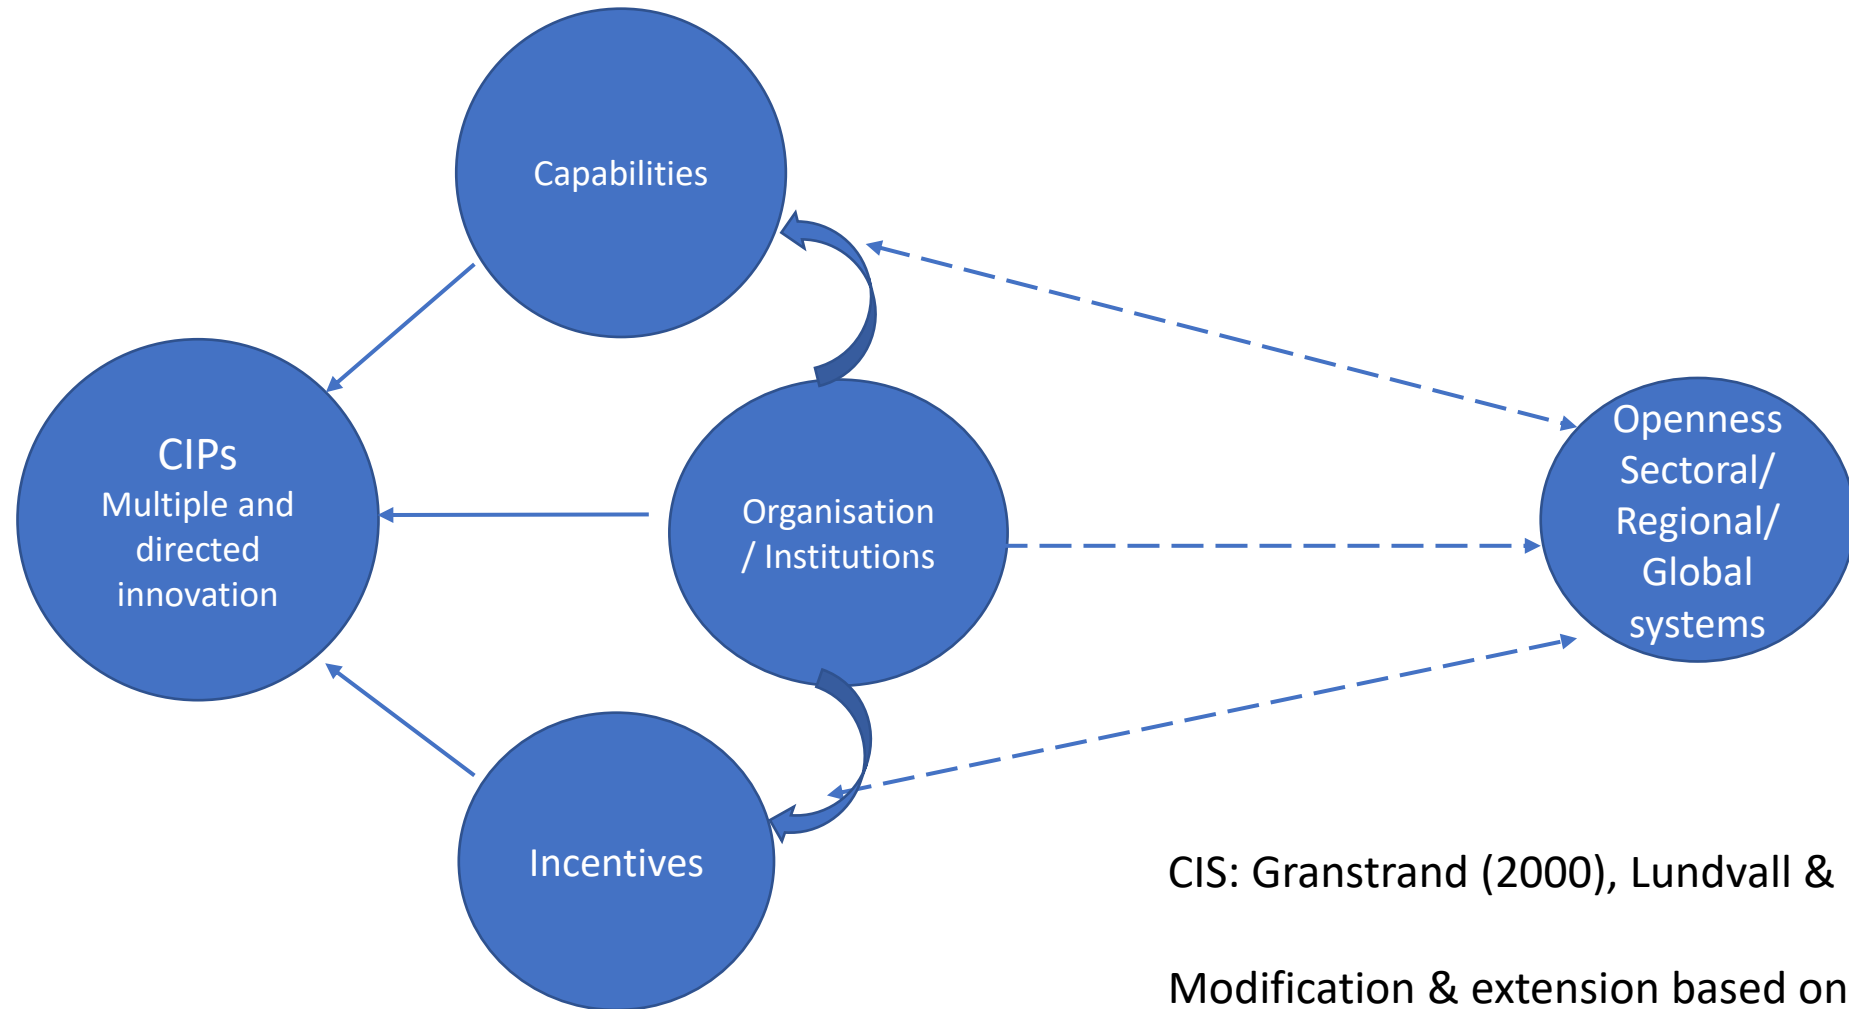 Capabilities
CIPs
Multiple and
directed
innovation
Organisation
/ Institutions
Openness
Sectoral/
Regional/
Global
systems
Incentives
CIS: Granstrand (2000), Lundvall &
Modification & extension based on